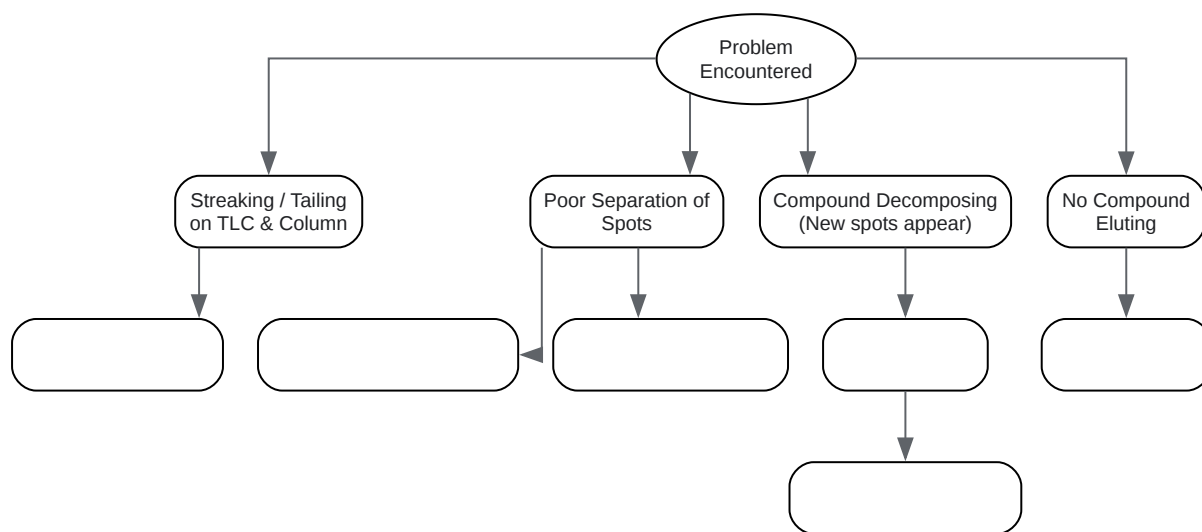 Problem
Encountered
Streaking / Tailing
on TLC & Column
Poor Separation of
Spots
Compound Decomposing
(New spots appear)
No Compound
Eluting